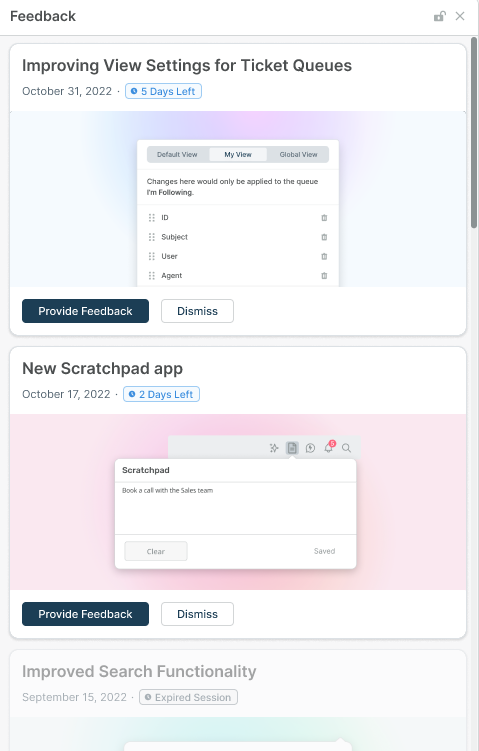 Feedback
Improving View Settings for Ticket Queues
October 31, 2022 · 5 Days Left
Default View My View Global View
Changes here would only be applied to the queue
I'm Following.
ID
Subject
User
Agent
Provide Feedback Dismiss
New Scratchpad app
October 17, 2022 · 2 Days Left
5
Scratchpad
Book a call with the Sales team
Clear Saved
Provide Feedback Dismiss
Improved Search Functionality
September 15, 2022 · Expired Session